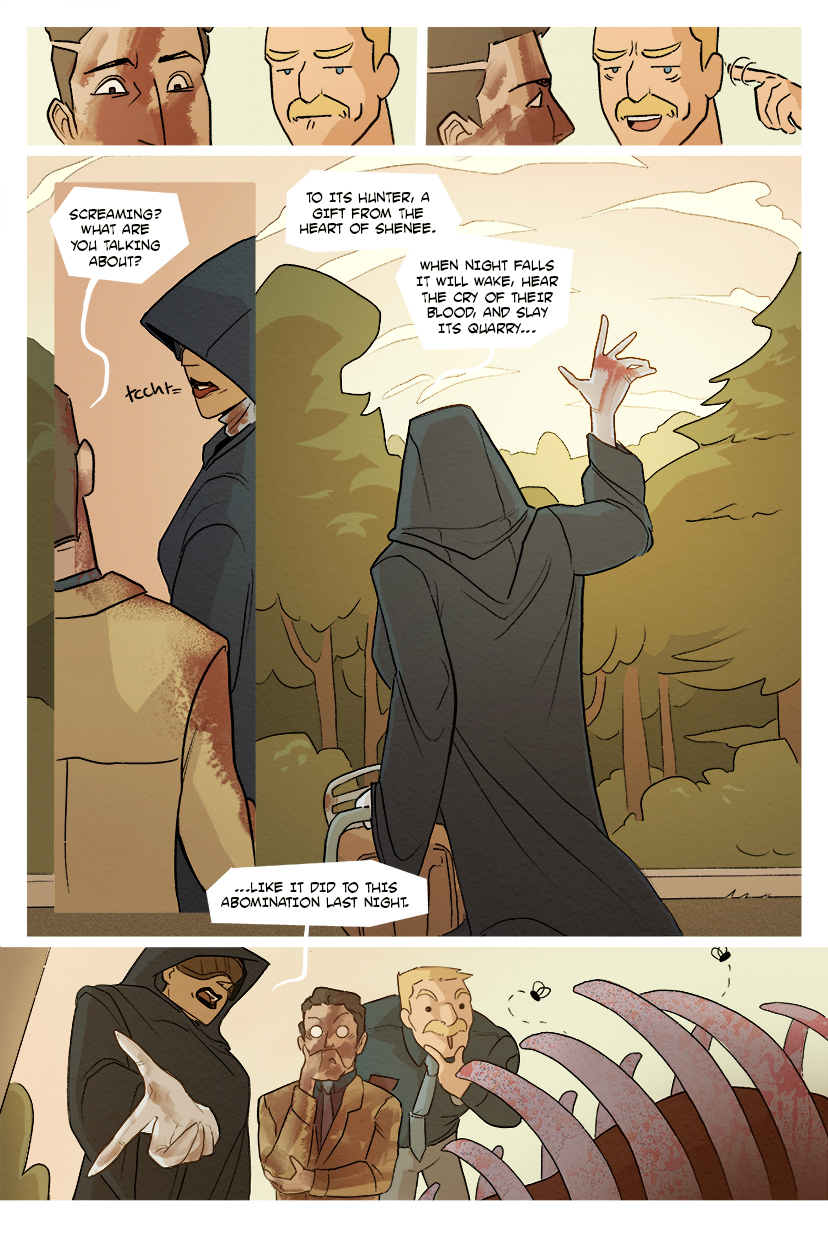 SCREAMING?
WHAT ARE
YOU TALKING
ABOUT?
tccht=
TO ITS HUNTER, A
GIFT FROM THE
HEART OF SHENEE.
WHEN NIGHT FALLS
IT WILL WAKE, HEAR
THE CRY OF THEIR
BLOOD, AND SLAY
ITS QUARRY...
...LIKE IT DID TO THIS
ABOMINATION LAST NIGHT.